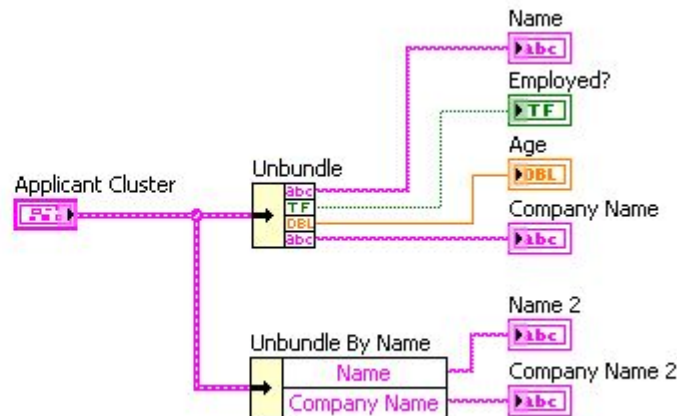 Name
abc
Employed?
TF
Age
DBL
Applicant Cluster
Unbundle
abc
TF
DBL
abc
Company Name
abc
Name 2
abc
Unbundle By Name
Name
Company Name
Company Name 2
abc